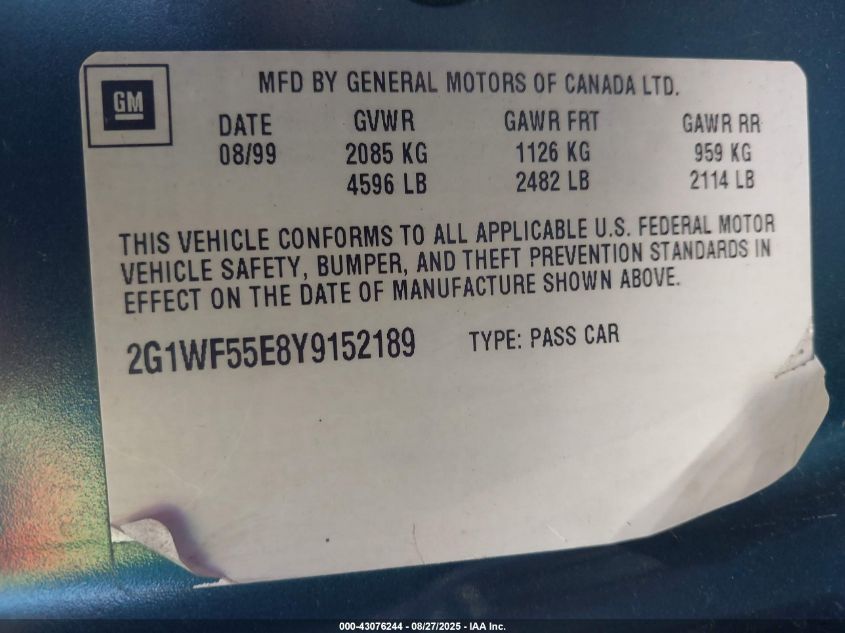 GM
MFD BY GENERAL MOTORS OF CANADA LTD.
DATE GVWR GAWR FRT GAWR RR
08/99 2085 KG 1126 KG 959 KG
4596 LB 2482 LB 2114 LB
THIS VEHICLE CONFORMS TO ALL APPLICABLE U.S. FEDERAL MOTOR
VEHICLE SAFETY, BUMPER, AND THEFT PREVENTION STANDARDS IN
EFFECT ON THE DATE OF MANUFACTURE SHOWN ABOVE.
2G1WF55E8Y9152189 TYPE: PASS CAR
000-43076244 - 08/27/2025 - IAA Inc.